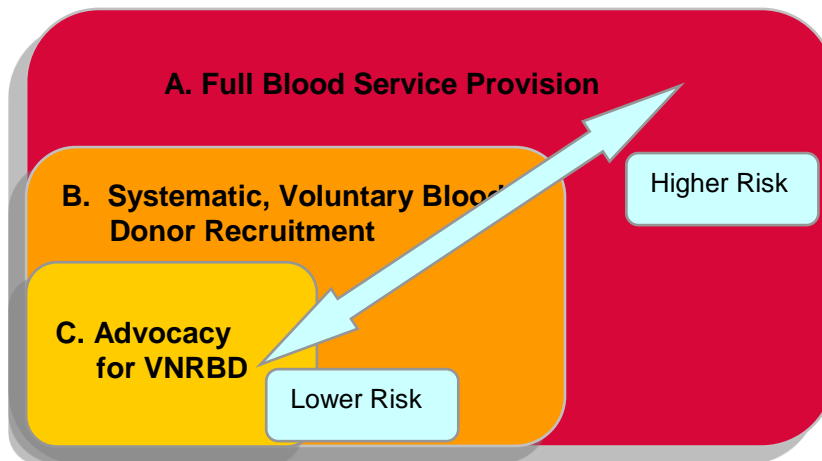 A. Full Blood Service Provision
Higher Risk
B. Systematic, Voluntary Blood
Donor Recruitment
C. Advocacy
for VNRBD
Lower Risk